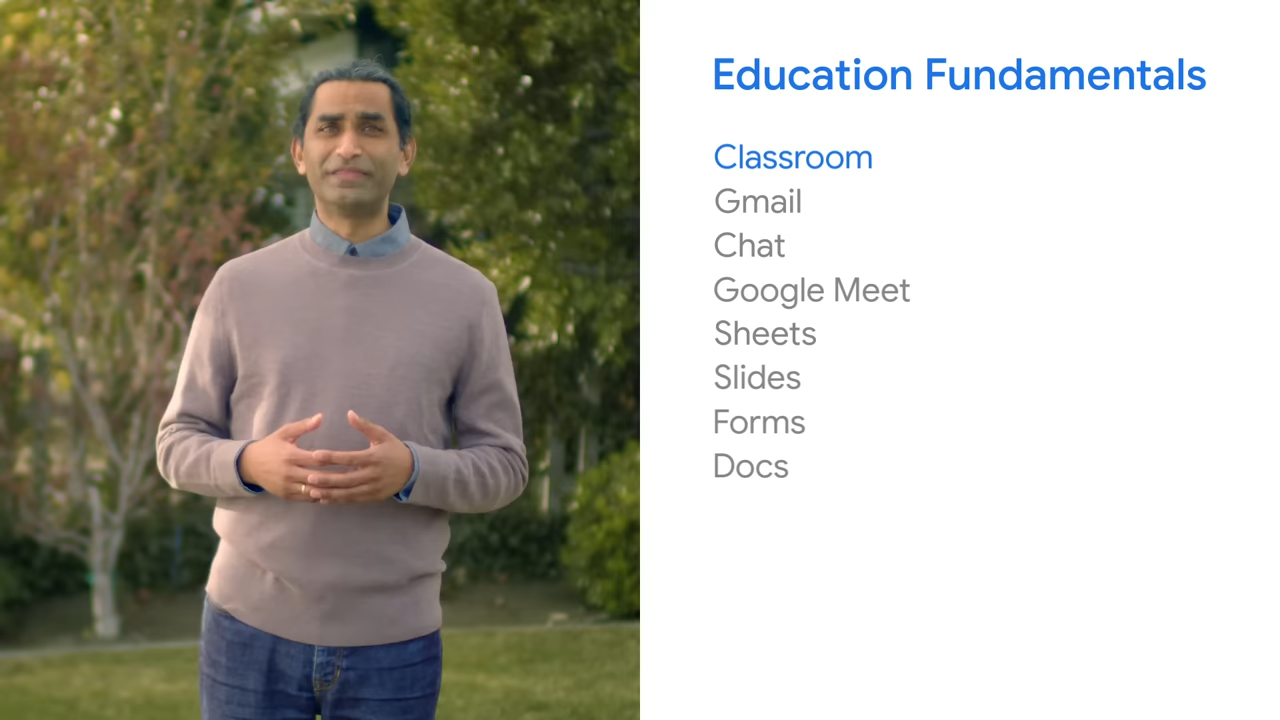 Education Fundamentals
Classroom
Gmail
Chat
Google Meet
Sheets
Slides
Forms
Docs